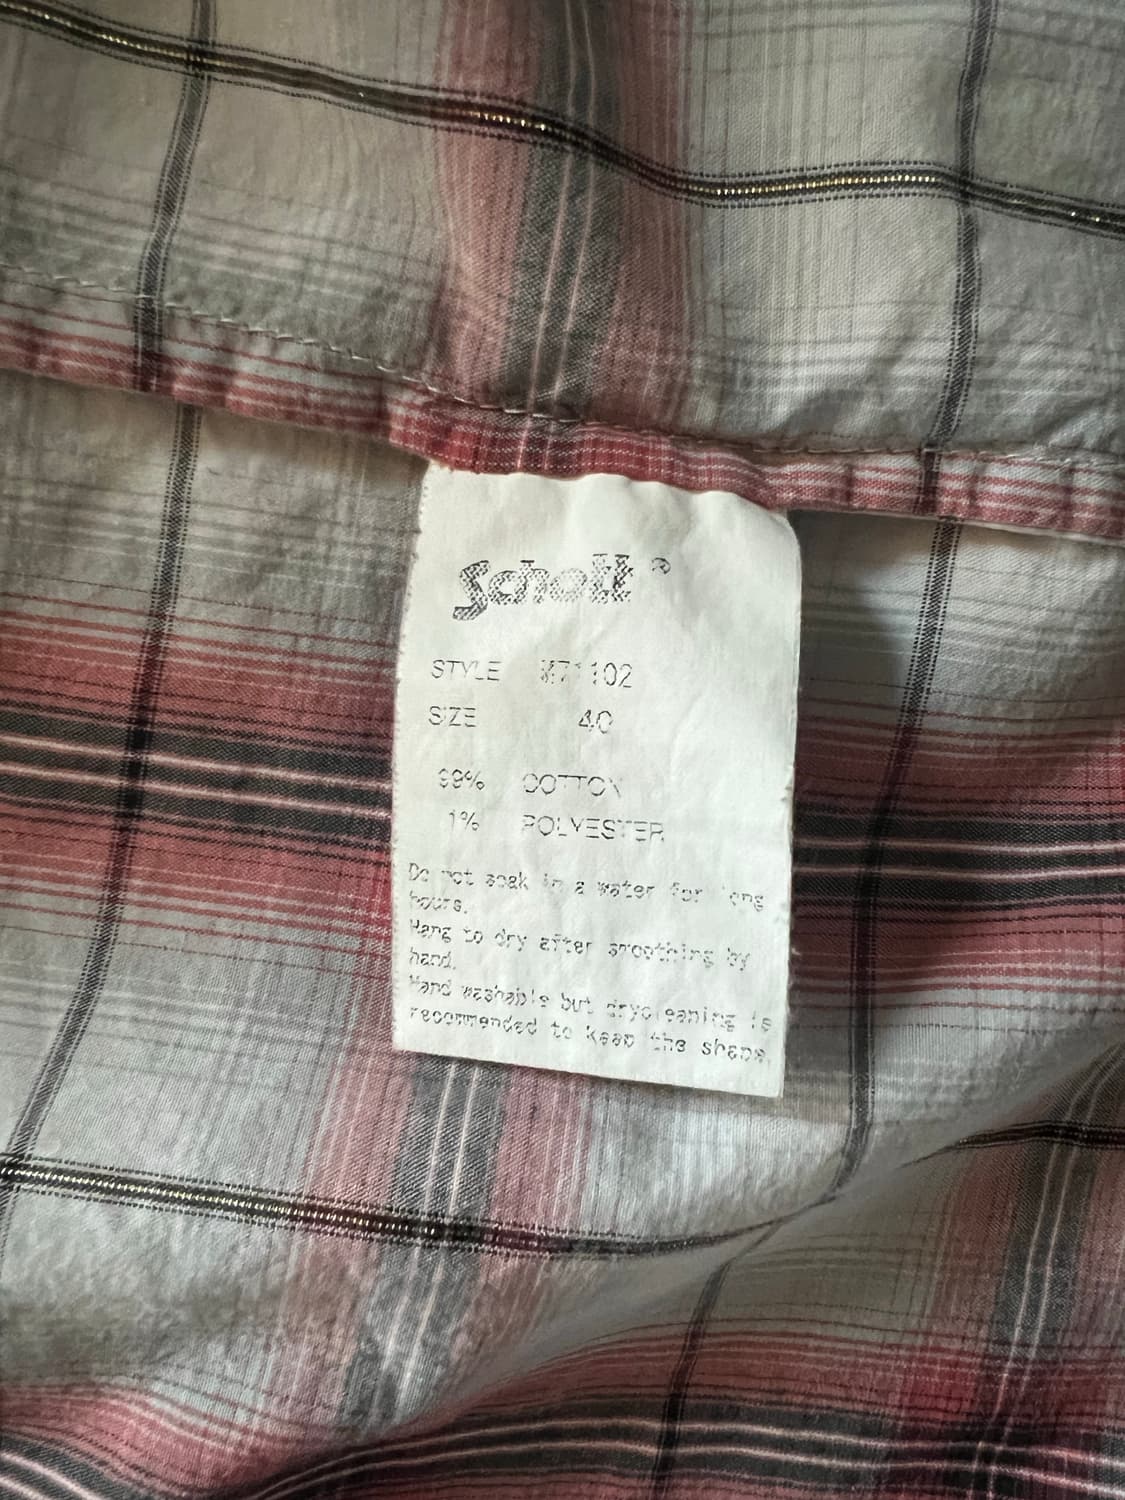 Schott®
STYLE M71102
SIZE 40
99% COTTON
1% POLYESTER
Do not soak in a water for long
hours.
Hang to dry after smoothing by
hand.
Hand washable but drycleaning is
recommended to keep the shape.